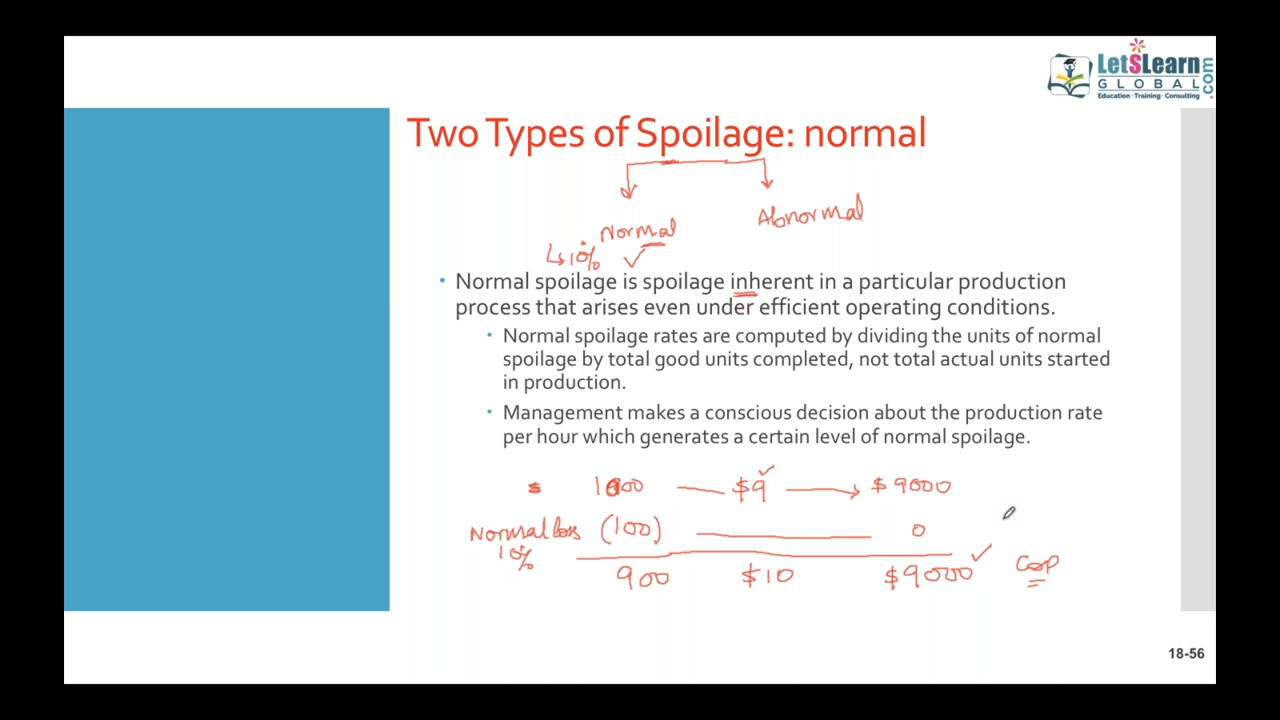 LetSLearn
.com
GLOBAL
Education - Training - Consulting
Two Types of Spoilage: normal
Normal
Abnormal
10%
• Normal spoilage is spoilage inherent in a particular production
process that arises even under efficient operating conditions.
• Normal spoilage rates are computed by dividing the units of normal
spoilage by total good units completed, not total actual units started
in production.
• Management makes a conscious decision about the production rate
per hour which generates a certain level of normal spoilage.
1000 — $9 → $9000
Normal loss (100) — 0
10%
900 $10 $9000
18-56